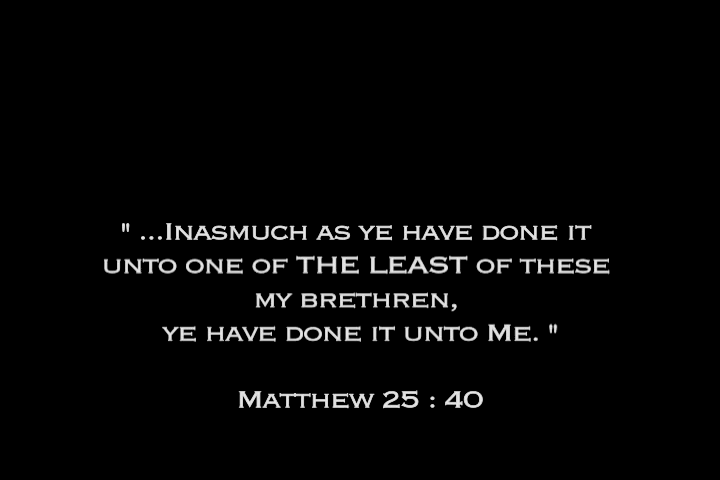 " ...Inasmuch as ye have done it
unto one of THE LEAST of these
my brethren,
ye have done it unto Me. "
Matthew 25 : 40